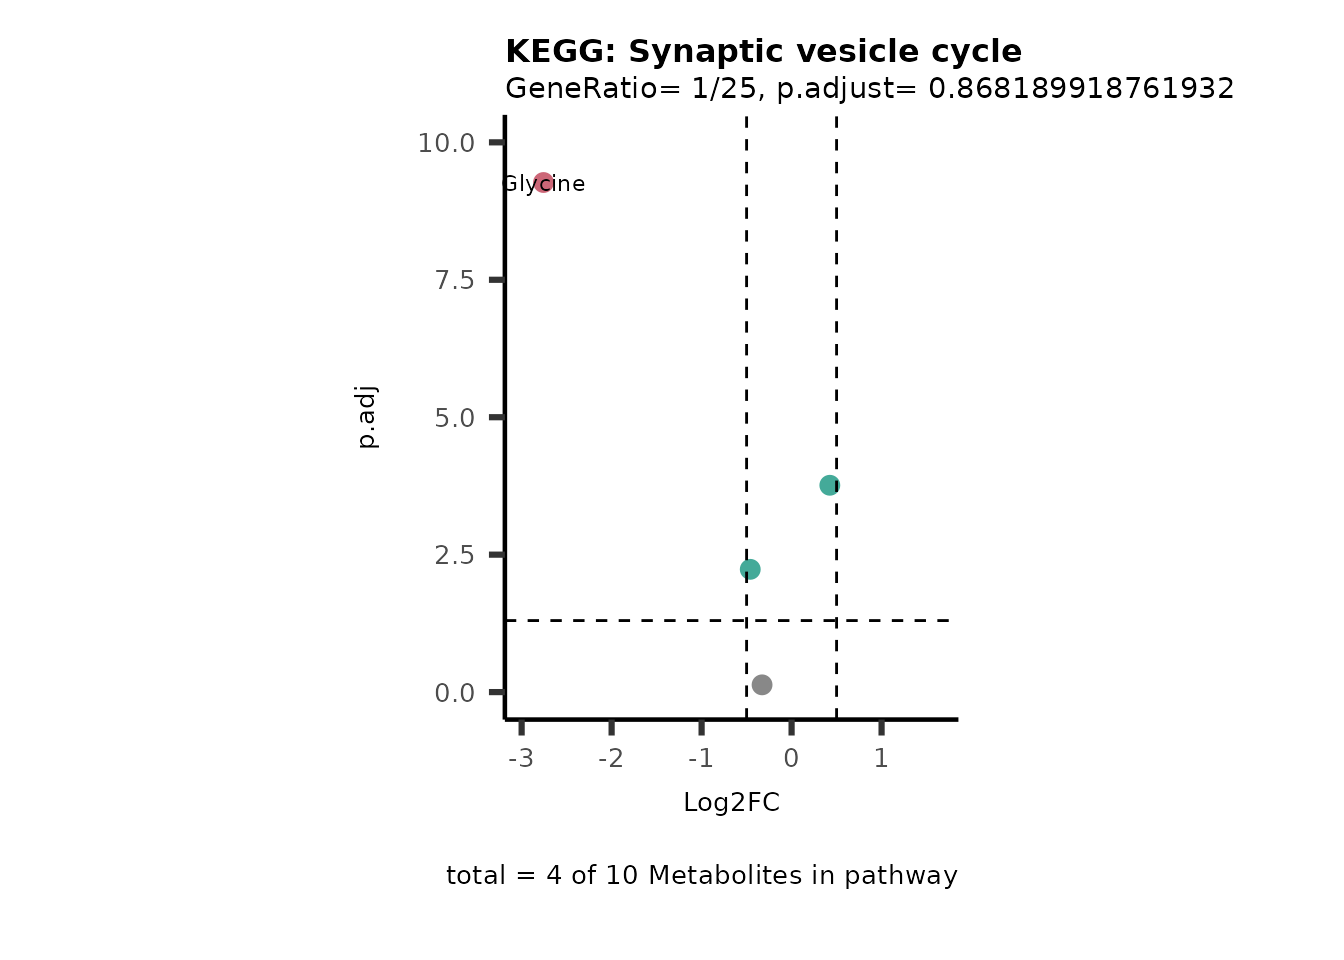 KEGG: Synaptic vesicle cycle
GeneRatio= 1/25, p.adjust= 0.868189918761932
10.0
Glycine
7.5
5.0
p.adj
2.5
0.0
-3 -2 -1 0 1
Log2FC
total = 4 of 10 Metabolites in pathway